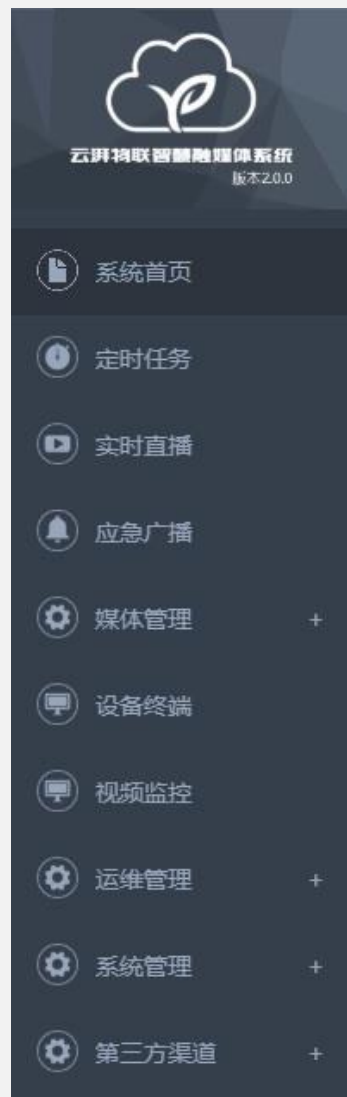 云湃物联智慧融媒体系统
版本2.0.0
系统首页
定时任务
实时直播
应急广播
媒体管理 +
设备终端
视频监控
运维管理 +
系统管理 +
第三方渠道 +